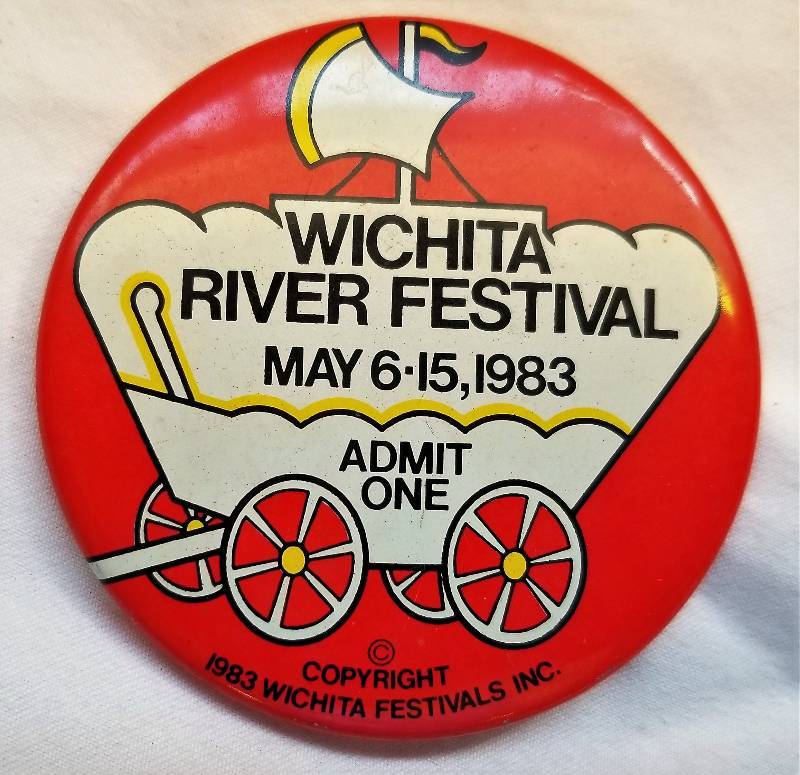 WICHITA
RIVER FESTIVAL
MAY 6·15, 1983
ADMIT
ONE
©
COPYRIGHT
1983 WICHITA FESTIVALS INC.